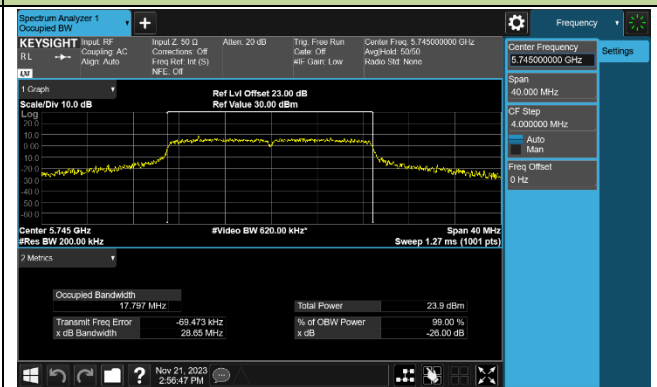 Spectrum Analyzer 1
Occupied BW
Frequency
KEYSIGHT
RL
LXI
Input: RF
Coupling: AC
Align: Auto
Input Z: 50 Ω
Corrections: Off
Freq Ref: Int (S)
NFE: Off
Atten: 20 dB
Trig: Free Run
Gate: Off
#IF Gain: Low
Center Freq: 5.745000000 GHz
Avg|Hold: 50/50
Radio Std: None
Center Frequency
5.745000000 GHz
Settings
Span
40.000 MHz
CF Step
4.000000 MHz
Auto
Man
Freq Offset
0 Hz
1 Graph
Scale/Div 10.0 dB
Ref Lvl Offset 23.00 dB
Ref Value 30.00 dBm
Log
20.0
10.0
0.00
-10.0
-20.0
-30.0
-40.0
-50.0
-60.0
Center 5.745 GHz
#Res BW 200.00 kHz
#Video BW 620.00 kHz*
Span 40 MHz
Sweep 1.27 ms (1001 pts)
2 Metrics
Occupied Bandwidth
17.797 MHz
Total Power 23.9 dBm
Transmit Freq Error -69.473 kHz
% of OBW Power 99.00 %
x dB Bandwidth 28.65 MHz
x dB -26.00 dB
?
Nov 21, 2023
2:56:47 PM